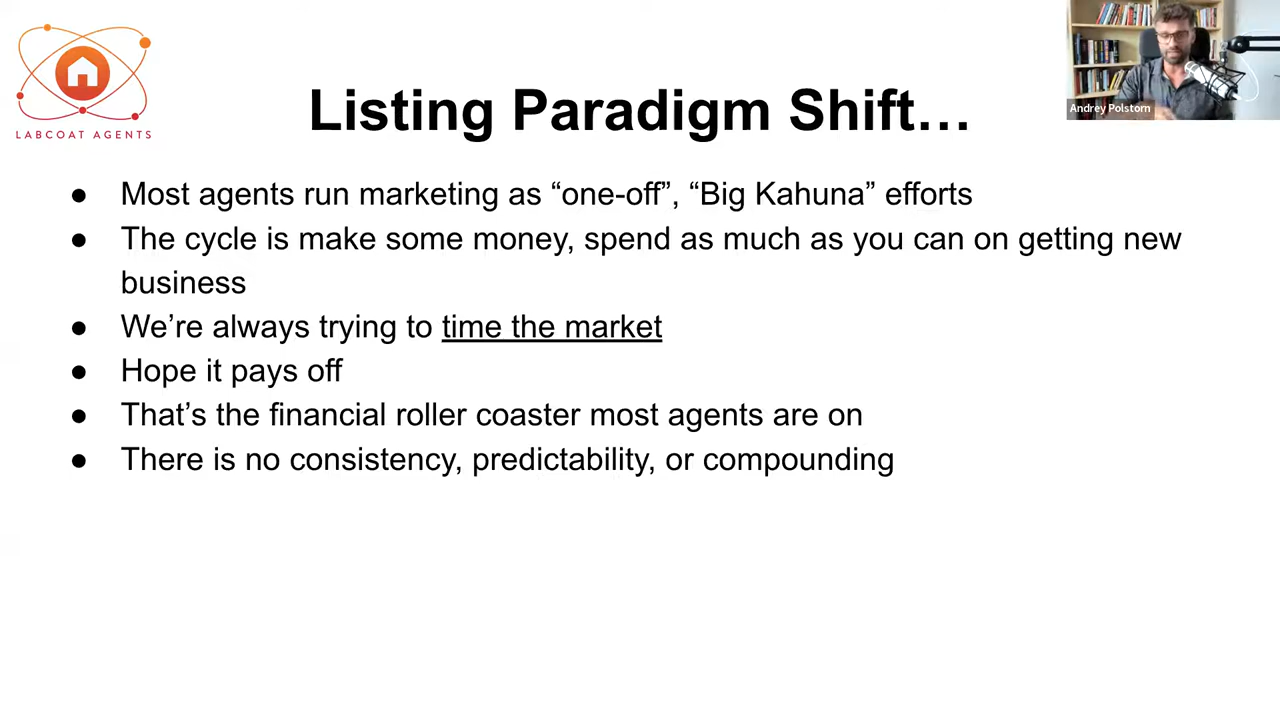 LABCOAT AGENTS
Andrey Polstorn
Listing Paradigm Shift…
● Most agents run marketing as “one-off”, “Big Kahuna” efforts
● The cycle is make some money, spend as much as you can on getting new
business
● We’re always trying to time the market
● Hope it pays off
● That’s the financial roller coaster most agents are on
● There is no consistency, predictability, or compounding